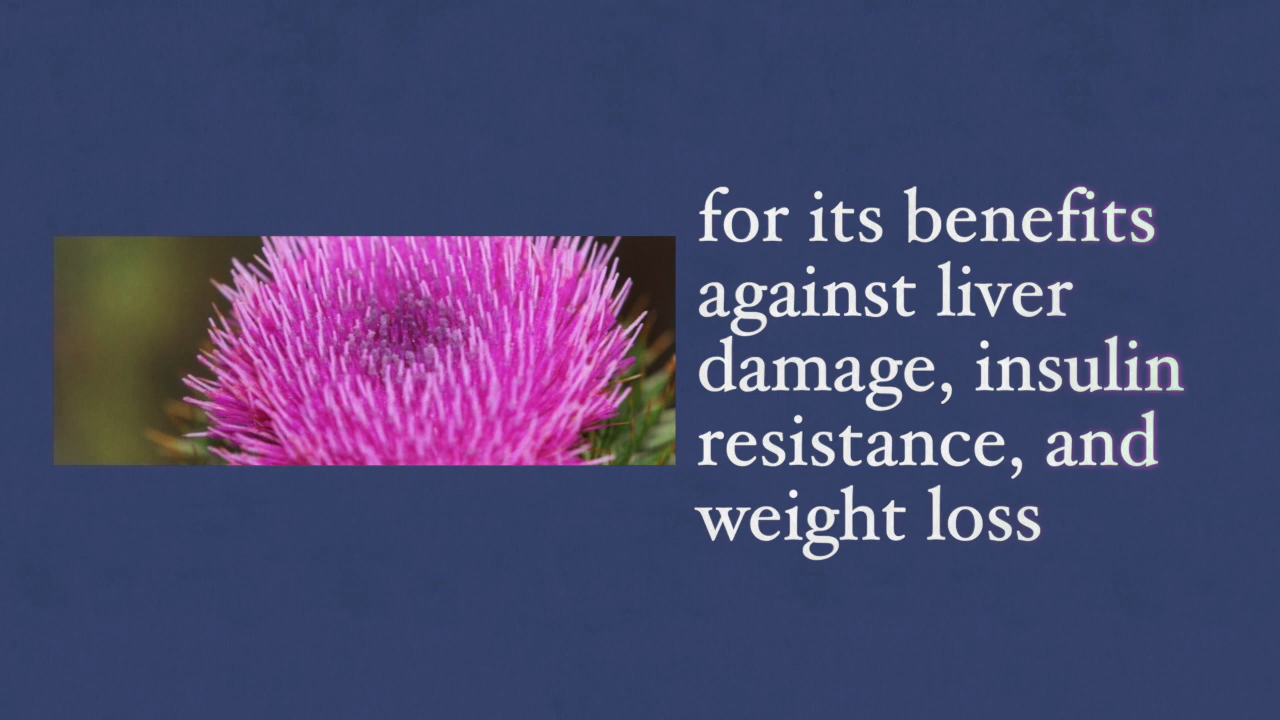 for its benefits
against liver
damage, insulin
resistance, and
weight loss